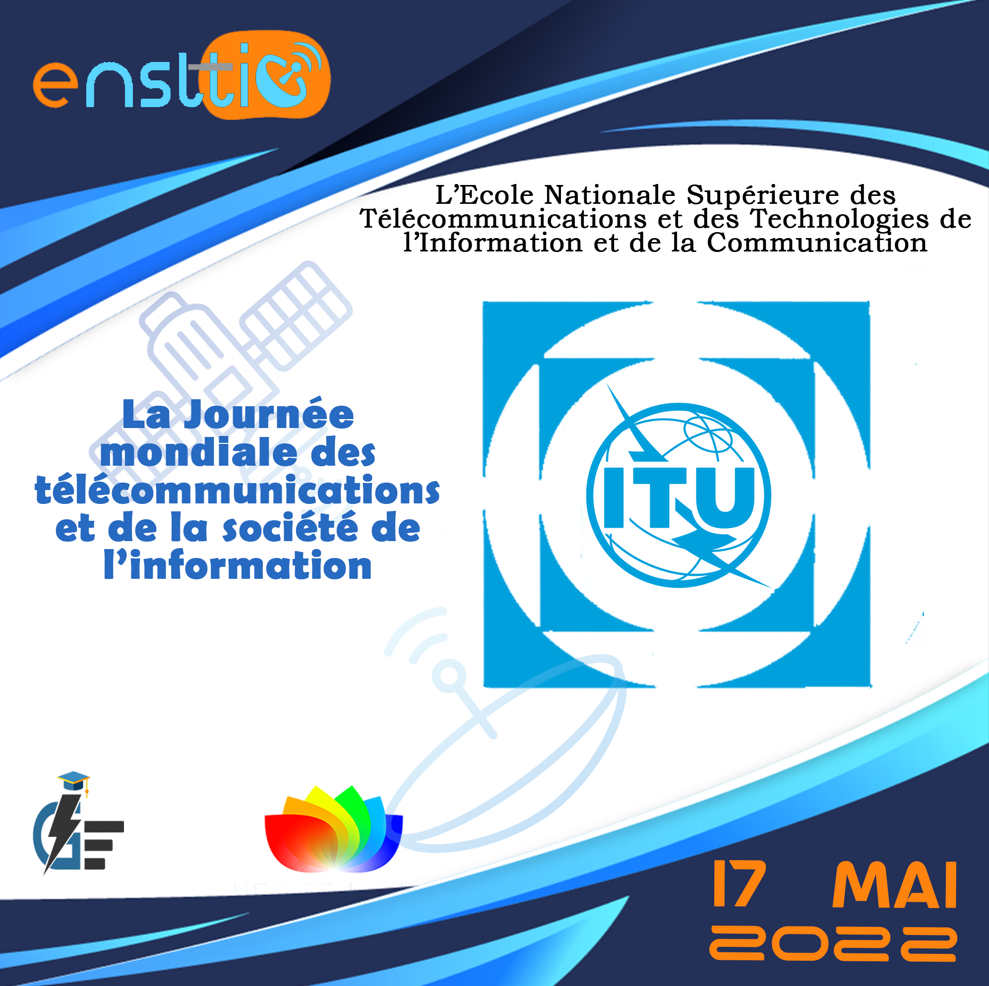 ensttic
L'Ecole Nationale Supérieure des
Télécommunications et des Technologies de
l'Information et de la Communication
La Journée
mondiale des
télécommunications
et de la société de
l'information
ITU
GE
17 MAI
2022